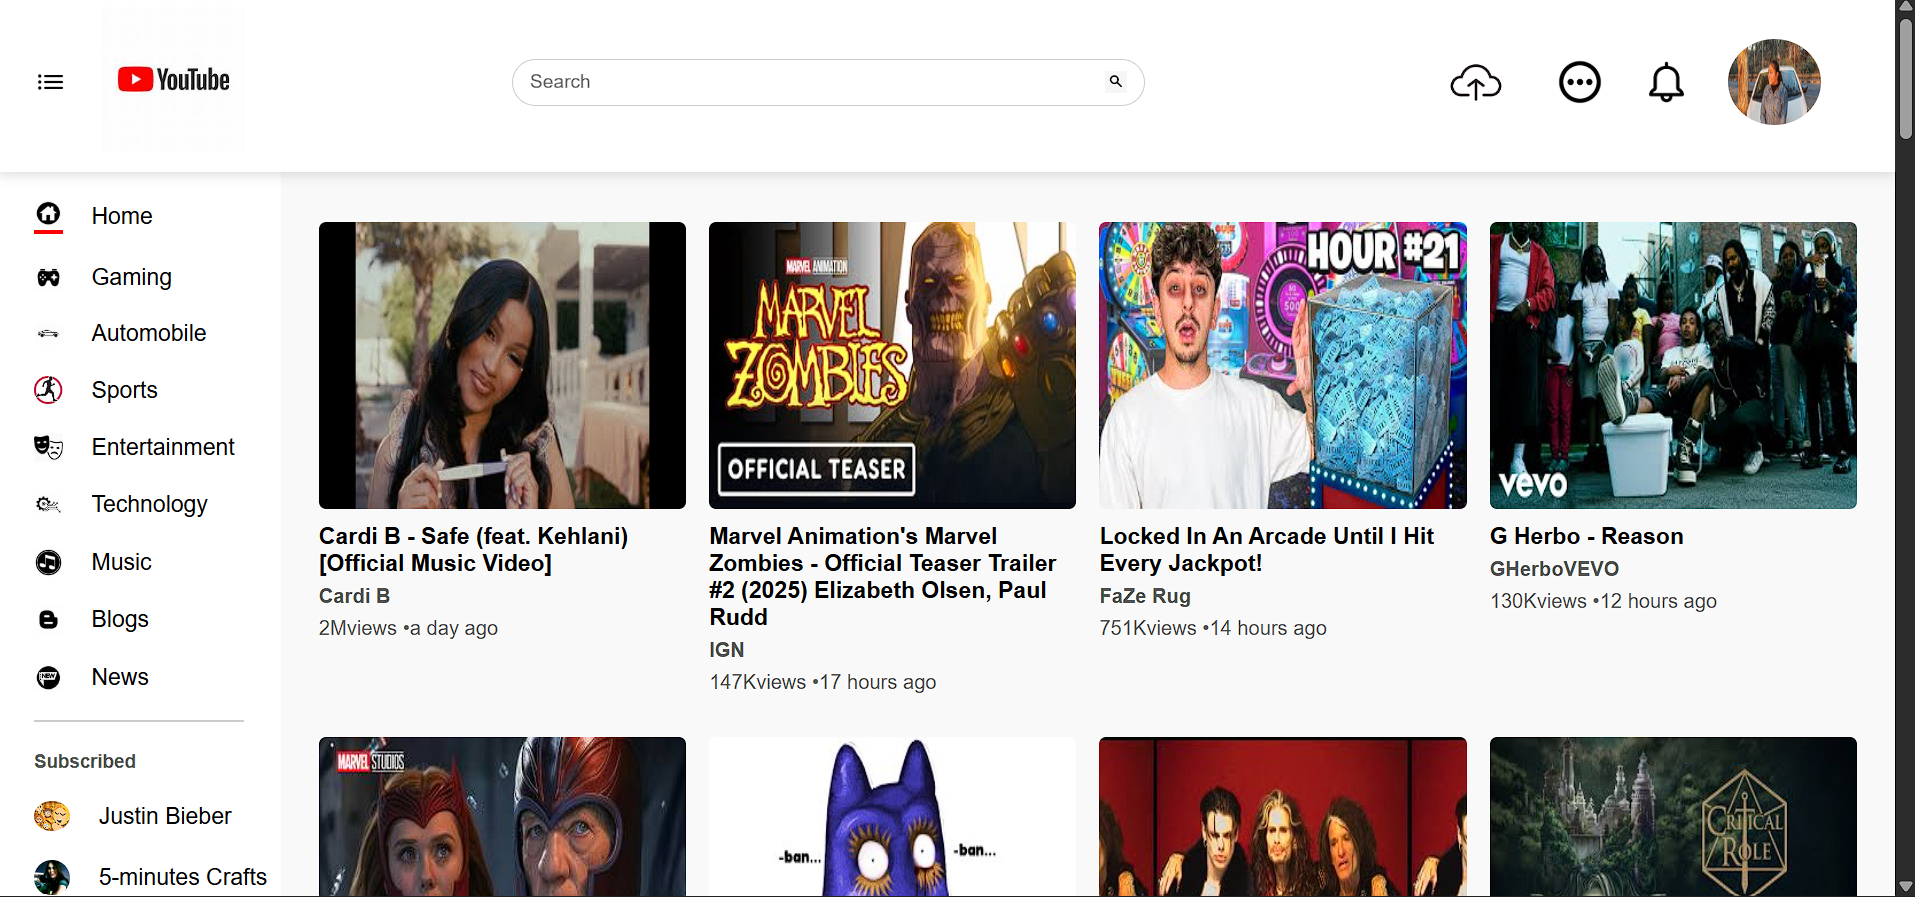 YouTube
Search
Home
Gaming
Automobile
Sports
Entertainment
Technology
Music
Blogs
News
Subscribed
Justin Bieber
5-minutes Crafts
Cardi B - Safe (feat. Kehlani)
[Official Music Video]
Cardi B
2Mviews •a day ago
MARVEL ANIMATION
MARVEL
ZOMBIES
OFFICIAL TEASER
Marvel Animation's Marvel
Zombies - Official Teaser Trailer
#2 (2025) Elizabeth Olsen, Paul
Rudd
IGN
147Kviews •17 hours ago
HOUR #21
Locked In An Arcade Until I Hit
Every Jackpot!
FaZe Rug
751Kviews •14 hours ago
vevo
G Herbo - Reason
GHerboVEVO
130Kviews •12 hours ago
MARVEL STUDIOS
-ban...
-ban...
CRITICAL
ROLE